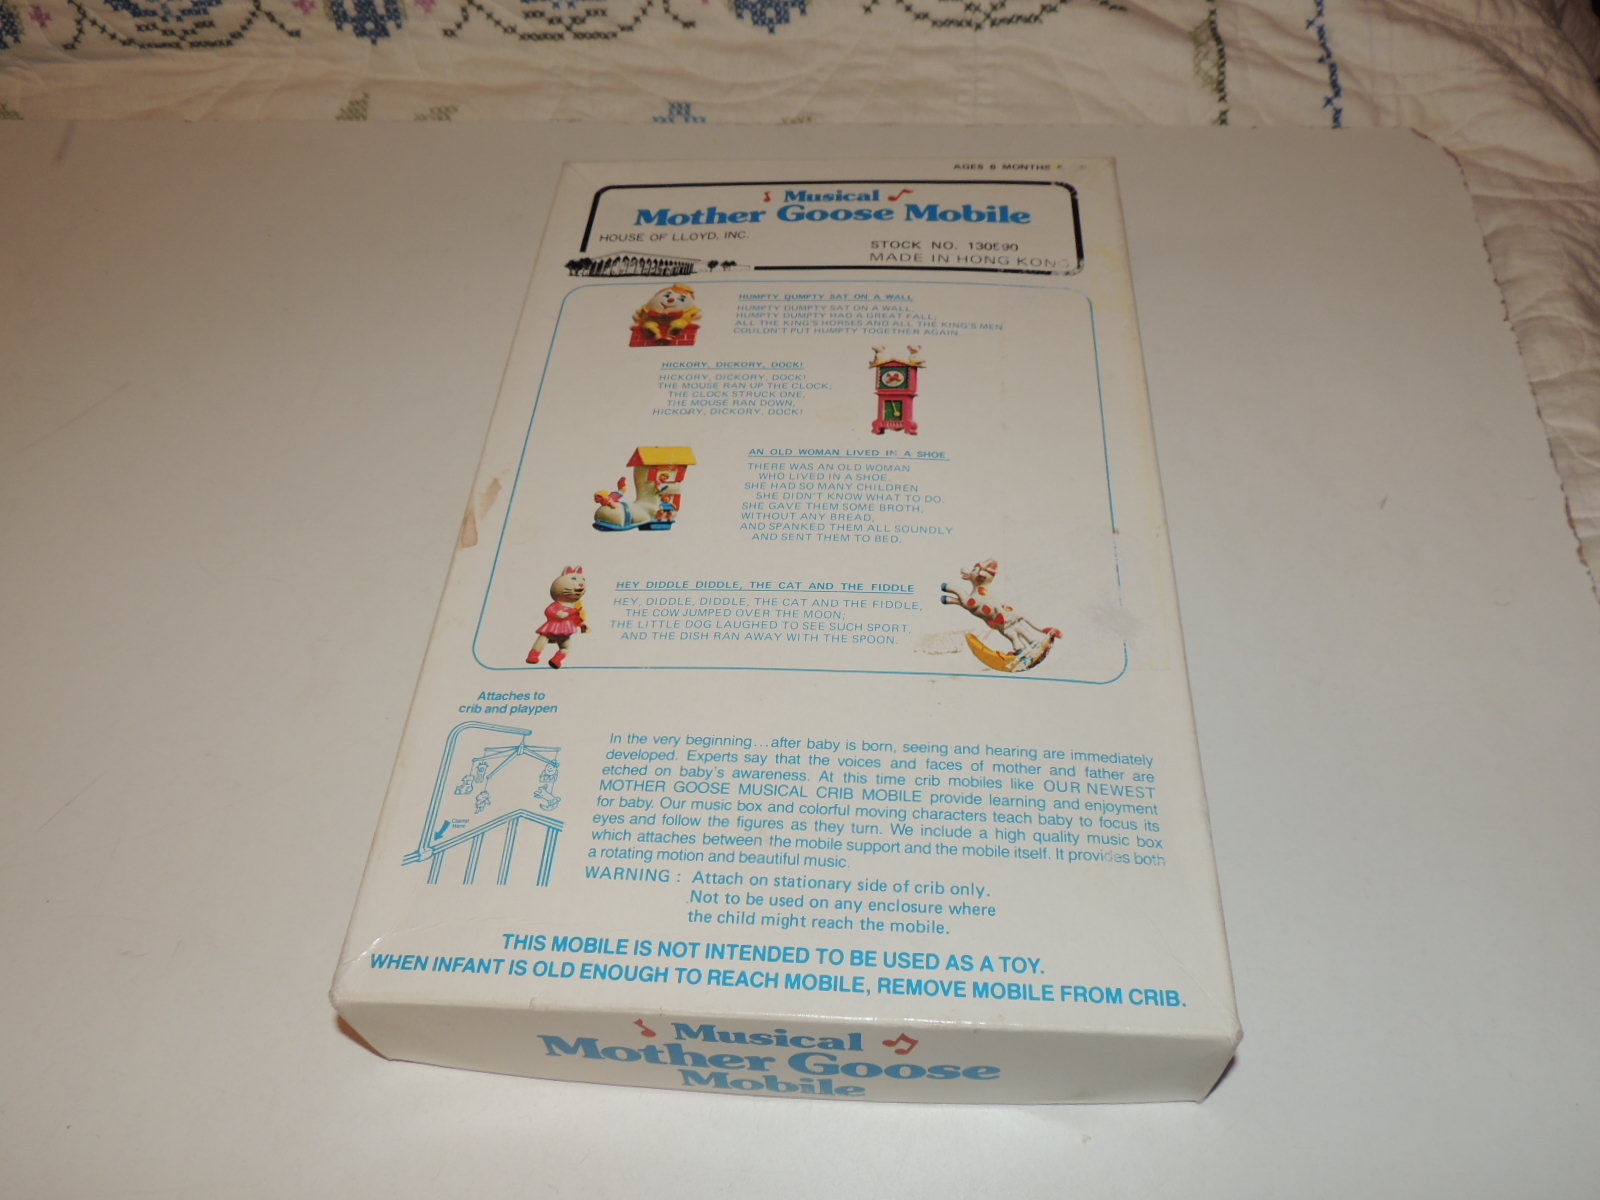 AGES 6 MONTHS
Musical
Mother Goose Mobile
HOUSE OF LLOYD, INC.
STOCK NO. 130590
MADE IN HONG KONG
HUMPTY DUMPTY SAT ON A WALL
HUMPTY DUMPTY SAT ON A WALL,
HUMPTY DUMPTY HAD A GREAT FALL;
ALL THE KING'S HORSES AND ALL THE KING'S MEN
COULDN'T PUT HUMPTY TOGETHER AGAIN.
HICKORY, DICKORY, DOCK!
HICKORY, DICKORY, DOCK!
THE MOUSE RAN UP THE CLOCK;
THE CLOCK STRUCK ONE,
THE MOUSE RAN DOWN,
HICKORY, DICKORY, DOCK!
AN OLD WOMAN LIVED IN A SHOE
THERE WAS AN OLD WOMAN
WHO LIVED IN A SHOE.
SHE HAD SO MANY CHILDREN
SHE DIDN'T KNOW WHAT TO DO.
SHE GAVE THEM SOME BROTH,
WITHOUT ANY BREAD,
AND SPANKED THEM ALL SOUNDLY
AND SENT THEM TO BED.
HEY DIDDLE DIDDLE, THE CAT AND THE FIDDLE
HEY, DIDDLE, DIDDLE, THE CAT AND THE FIDDLE,
THE COW JUMPED OVER THE MOON;
THE LITTLE DOG LAUGHED TO SEE SUCH SPORT,
AND THE DISH RAN AWAY WITH THE SPOON.
Attaches to
crib and playpen
Clamp
Here
In the very beginning...after baby is born, seeing and hearing are immediately
developed. Experts say that the voices and faces of mother and father are
etched on baby's awareness. At this time crib mobiles like OUR NEWEST
MOTHER GOOSE MUSICAL CRIB MOBILE provide learning and enjoyment
for baby. Our music box and colorful moving characters teach baby to focus its
eyes and follow the figures as they turn. We include a high quality music box
which attaches between the mobile support and the mobile itself. It provides both
a rotating motion and beautiful music.
WARNING : Attach on stationary side of crib only.
Not to be used on any enclosure where
the child might reach the mobile.
THIS MOBILE IS NOT INTENDED TO BE USED AS A TOY.
WHEN INFANT IS OLD ENOUGH TO REACH MOBILE, REMOVE MOBILE FROM CRIB.
Musical
Mother Goose
Mobile